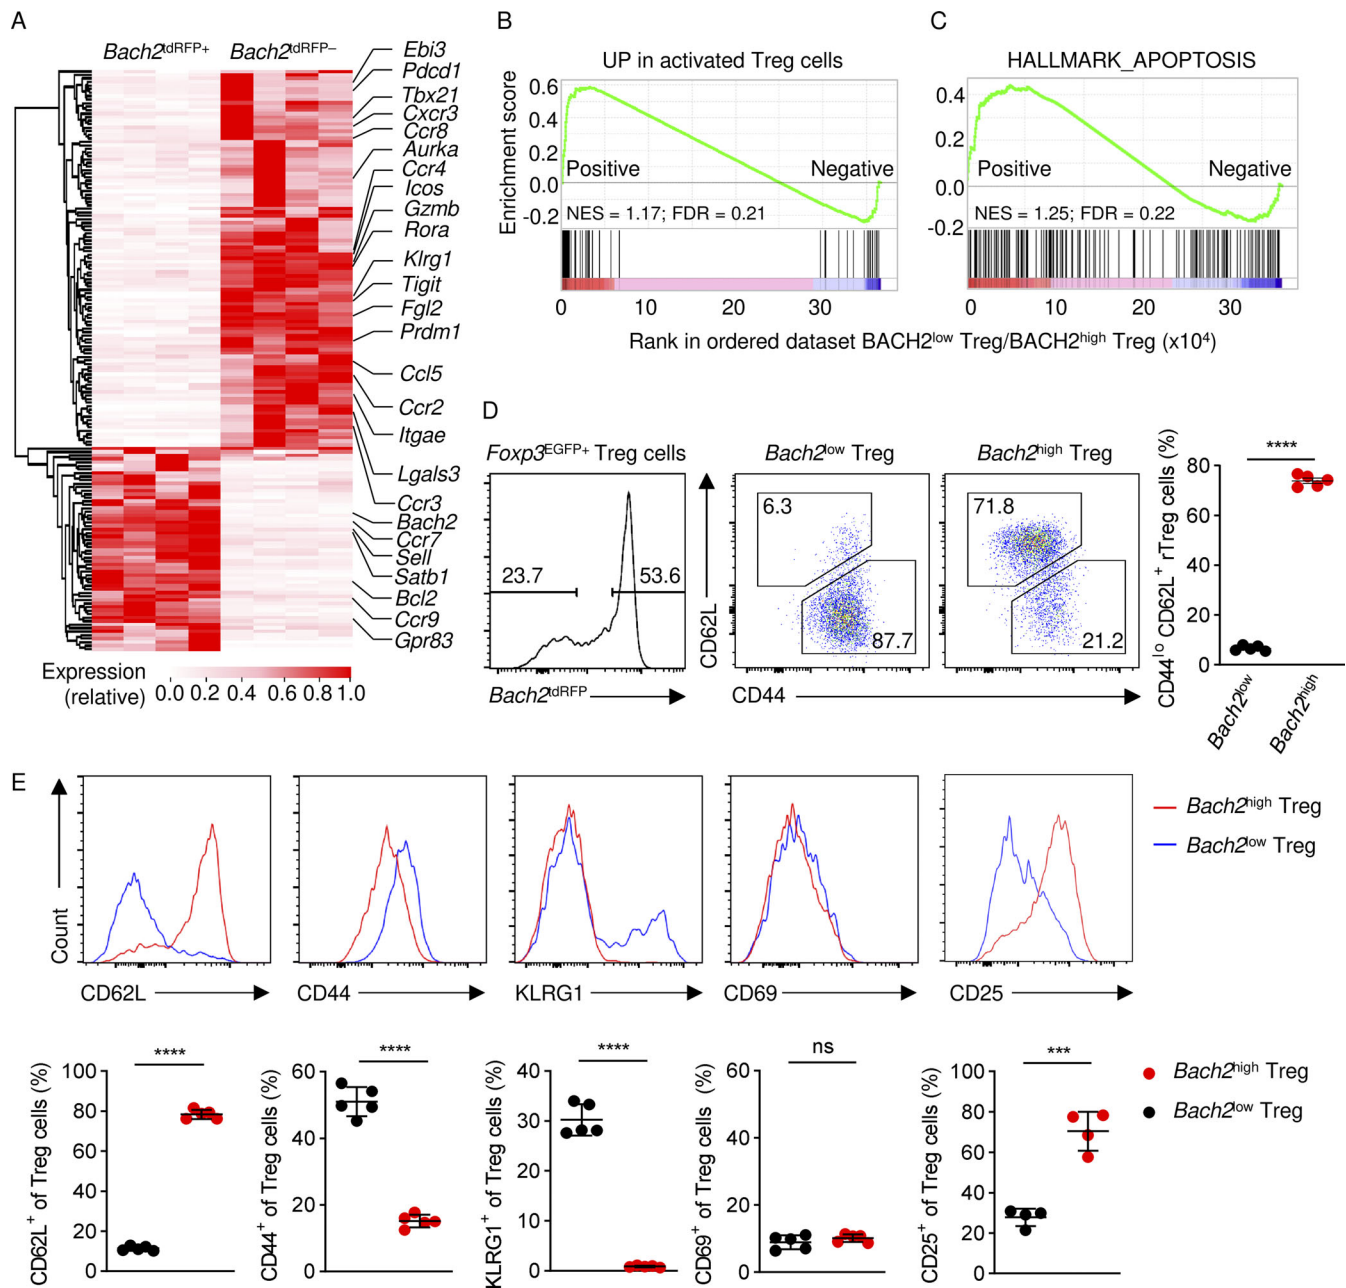 A
Bach2tdRFP+ Bach2tdRFP–
Ebi3
Pdcd1
Tbx21
Cxcr3
Ccr8
Aurka
Ccr4
Icos
Gzmb
Rora
Klrg1
Tigit
Fgl2
Prdm1
Ccl5
Ccr2
Itgae
Lgals3
Ccr3
Bach2
Ccr7
Sell
Satb1
Bcl2
Ccr9
Gpr83
Expression
(relative)
0.0 0.2 0.4 0.6 0.8 1.0
B
UP in activated Treg cells
Enrichment score
0.6
0.4
0.2
0.0
-0.2
Positive
Negative
NES = 1.17; FDR = 0.21
0 10 20 30
C
HALLMARK_APOPTOSIS
0.4
0.2
0.0
-0.2
Positive
Negative
NES = 1.25; FDR = 0.22
0 10 20 30
Rank in ordered dataset BACH2low Treg/BACH2high Treg (x10⁴)
D
Foxp3EGFP+ Treg cells
23.7
53.6
Bach2tdRFP
Bach2low Treg
6.3
87.7
Bach2high Treg
71.8
21.2
CD62L
CD44
CD44lo CD62L+ rTreg cells (%)
****
80
60
40
20
0
Bach2low
Bach2high
E
Count
CD62L
CD44
KLRG1
CD69
CD25
Bach2high Treg
Bach2low Treg
CD62L+ of Treg cells (%)
****
100
80
60
40
20
0
CD44+ of Treg cells (%)
****
60
40
20
0
KLRG1+ of Treg cells (%)
****
40
30
20
10
0
CD69+ of Treg cells (%)
ns
60
40
20
0
CD25+ of Treg cells (%)
***
100
80
60
40
20
0
Bach2high Treg
Bach2low Treg